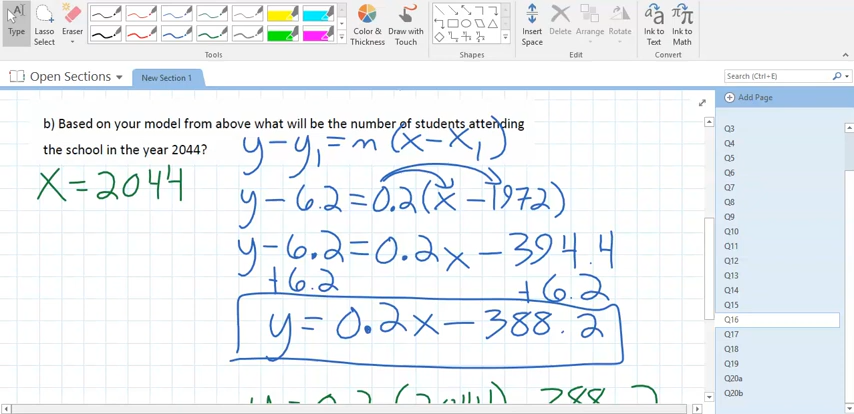 Type
Lasso Select
Eraser
Color & Thickness
Draw with Touch
Insert Space
Delete
Arrange
Rotate
Ink to Text
Ink to Math
Tools
Shapes
Edit
Convert
Open Sections
New Section 1
Search (Ctrl+E)
Add Page
b) Based on your model from above what will be the number of students attending
the school in the year 2044?
y - y₁ = m (x - x₁)
x = 2044
y - 6.2 = 0.2(x - 1972)
y - 6.2 = 0.2x - 394.4
+6.2 +6.2
y = 0.2x - 388.2
Q3
Q4
Q5
Q6
Q7
Q8
Q9
Q10
Q11
Q12
Q13
Q14
Q15
Q16
Q17
Q18
Q19
Q20a
Q20b